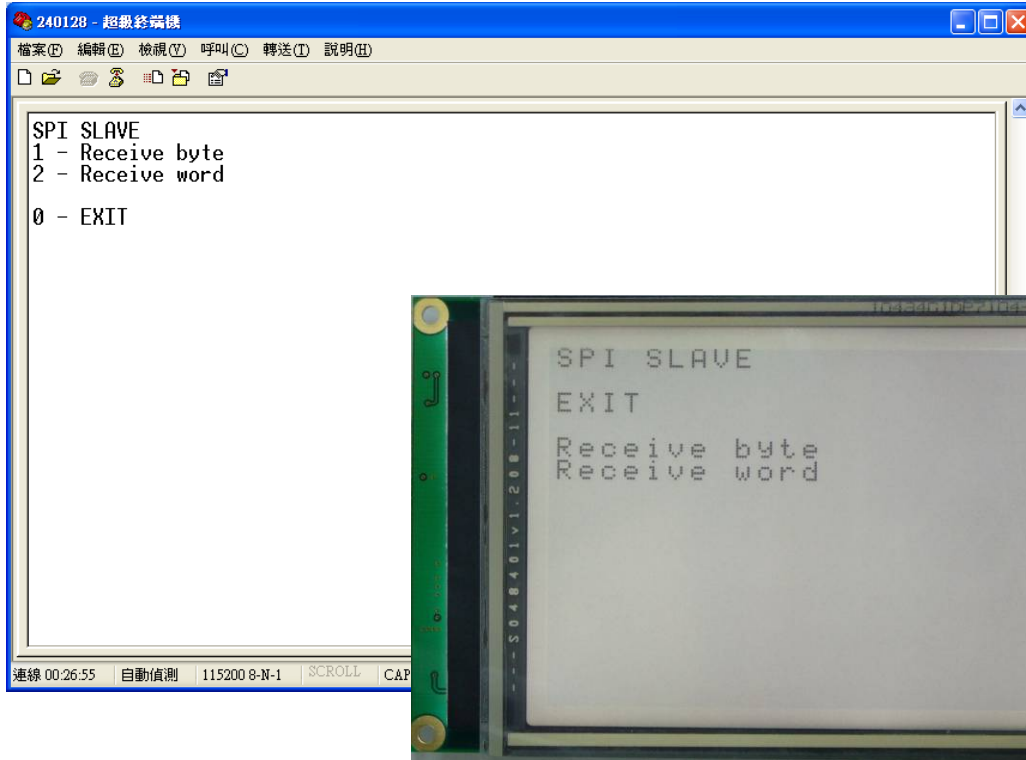 240128 - 超級終端機
檔案(F) 編輯(E) 檢視(V) 呼叫(C) 轉送(T) 說明(H)
SPI SLAVE
1 - Receive byte
2 - Receive word
0 - EXIT
連線 00:26:55 自動偵測 115200 8-N-1 SCROLL CAP
SPI SLAVE
EXIT
Receive byte
Receive word